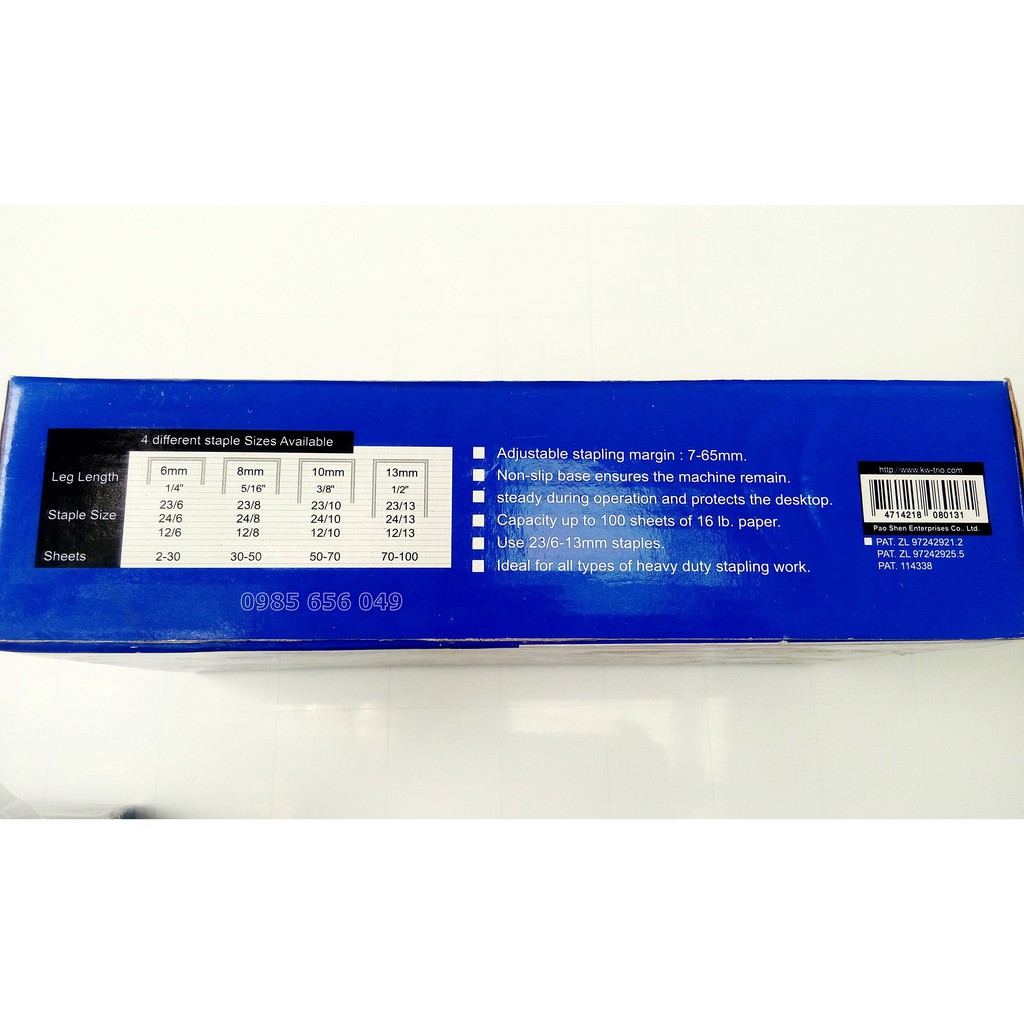 4 different staple Sizes Available
Leg Length 6mm 8mm 10mm 13mm
1/4" 5/16" 3/8" 1/2"
Staple Size 23/6 23/8 23/10 23/13
24/6 24/8 24/10 24/13
12/6 12/8 12/10 12/13
Sheets 2-30 30-50 50-70 70-100
0985 656 049
Adjustable stapling margin : 7-65mm.
Non-slip base ensures the machine remain.
steady during operation and protects the desktop.
Capacity up to 100 sheets of 16 lb. paper.
Use 23/6-13mm staples.
Ideal for all types of heavy duty stapling work.
http://www.kw-trio.com
4714218 080131
Pao Shen Enterprises Co., Ltd.
PAT. ZL 97242921.2
PAT. ZL 97242925.5
PAT. 114338